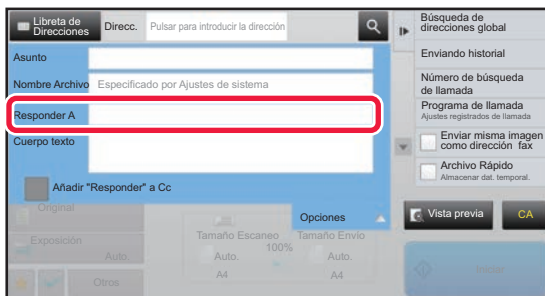 Libreta de
Direcciones
Direcc.
Pulsar para introducir la dirección
Asunto
Nombre Archivo
Especificado por Ajustes de sistema
Responder A
Cuerpo texto
Añadir "Responder" a Cc
Opciones
Original
Exposición
Auto.
Otros
Tamaño Escaneo
100%
Tamaño Envío
Auto.
Auto.
A4
A4
Búsqueda de
direcciones global
Enviando historial
Número de búsqueda
de llamada
Programa de llamada
Ajustes registrados de llamada
Enviar misma imagen
como dirección fax
Archivo Rápido
Almacenar dat. temporal.
Vista previa
CA
Iniciar